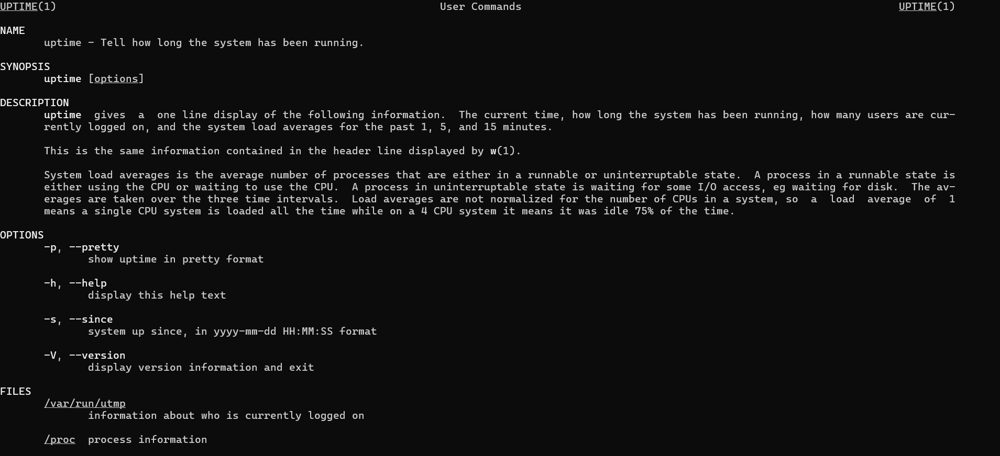 UPTIME(1) User Commands UPTIME(1)
NAME
uptime - Tell how long the system has been running.
SYNOPSIS
uptime [options]
DESCRIPTION
uptime gives a one line display of the following information. The current time, how long the system has been running, how many users are cur-
rently logged on, and the system load averages for the past 1, 5, and 15 minutes.
This is the same information contained in the header line displayed by w(1).
System load averages is the average number of processes that are either in a runnable or uninterruptable state. A process in a runnable state is
either using the CPU or waiting to use the CPU. A process in uninterruptable state is waiting for some I/O access, eg waiting for disk. The av-
erages are taken over the three time intervals. Load averages are not normalized for the number of CPUs in a system, so a load average of 1
means a single CPU system is loaded all the time while on a 4 CPU system it means it was idle 75% of the time.
OPTIONS
-p, --pretty
show uptime in pretty format
-h, --help
display this help text
-s, --since
system up since, in yyyy-mm-dd HH:MM:SS format
-V, --version
display version information and exit
FILES
/var/run/utmp
information about who is currently logged on
/proc process information